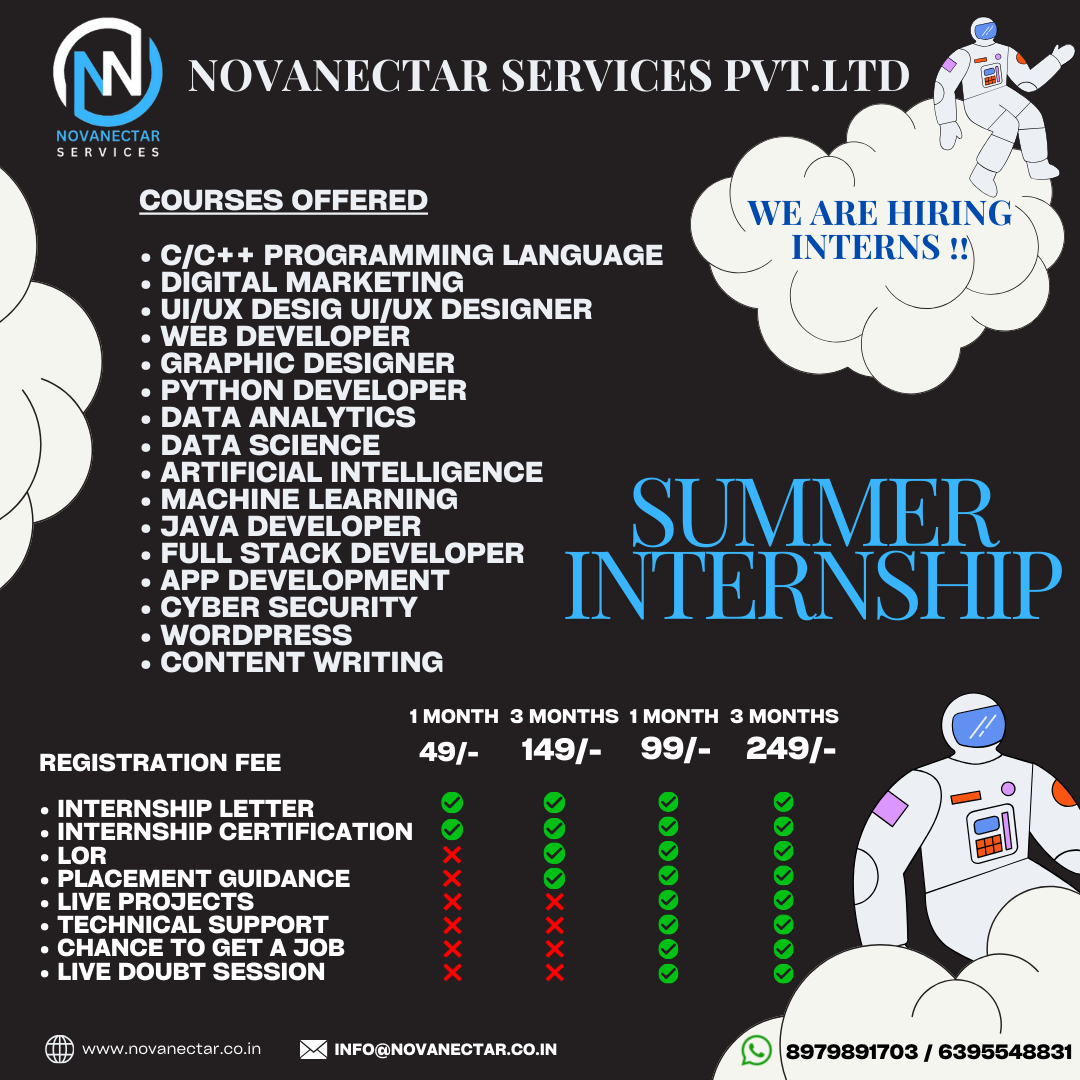 NOVANECTAR SERVICES PVT.LTD
NOVANECTAR
SERVICES
WE ARE HIRING
INTERNS !!
COURSES OFFERED
• C/C++ PROGRAMMING LANGUAGE
• DIGITAL MARKETING
• UI/UX DESIG UI/UX DESIGNER
• WEB DEVELOPER
• GRAPHIC DESIGNER
• PYTHON DEVELOPER
• DATA ANALYTICS
• DATA SCIENCE
• ARTIFICIAL INTELLIGENCE
• MACHINE LEARNING
• JAVA DEVELOPER
• FULL STACK DEVELOPER
• APP DEVELOPMENT
• CYBER SECURITY
• WORDPRESS
• CONTENT WRITING
SUMMER
INTERNSHIP
1 MONTH 3 MONTHS 1 MONTH 3 MONTHS
49/- 149/- 99/- 249/-
REGISTRATION FEE
• INTERNSHIP LETTER
• INTERNSHIP CERTIFICATION
• LOR
• PLACEMENT GUIDANCE
• LIVE PROJECTS
• TECHNICAL SUPPORT
• CHANCE TO GET A JOB
• LIVE DOUBT SESSION
www.novanectar.co.in INFO@NOVANECTAR.CO.IN 8979891703 / 6395548831